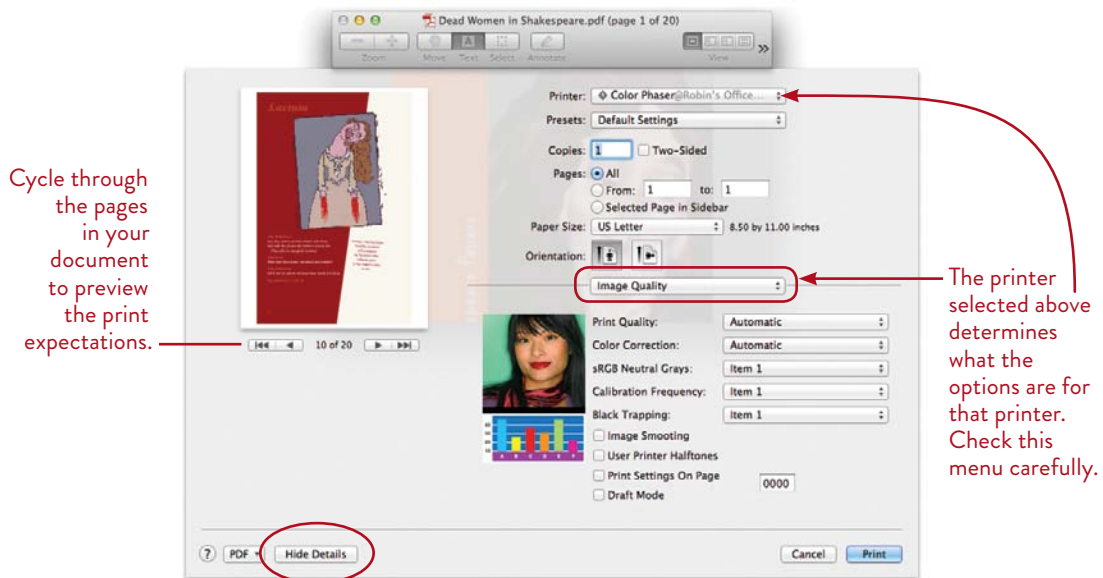 Dead Women in Shakespeare.pdf (page 1 of 20)
Zoom Move Text Select Annotate View
Lavinia
Printer: Color Phaser@Robin's Office...
Presets: Default Settings
Copies: 1 Two-Sided
Pages: All
From: 1 to: 1
Selected Page in Sidebar
Paper Size: US Letter 8.50 by 11.00 inches
Orientation:
Image Quality
Print Quality: Automatic
Color Correction: Automatic
sRGB Neutral Grays: Item 1
Calibration Frequency: Item 1
Black Trapping: Item 1
Image Smooting
User Printer Halftones
Print Settings On Page 0000
Draft Mode
10 of 20
? PDF Hide Details Cancel Print
Cycle through
the pages
in your
document
to preview
the print
expectations.
The printer
selected above
determines
what the
options are for
that printer.
Check this
menu carefully.